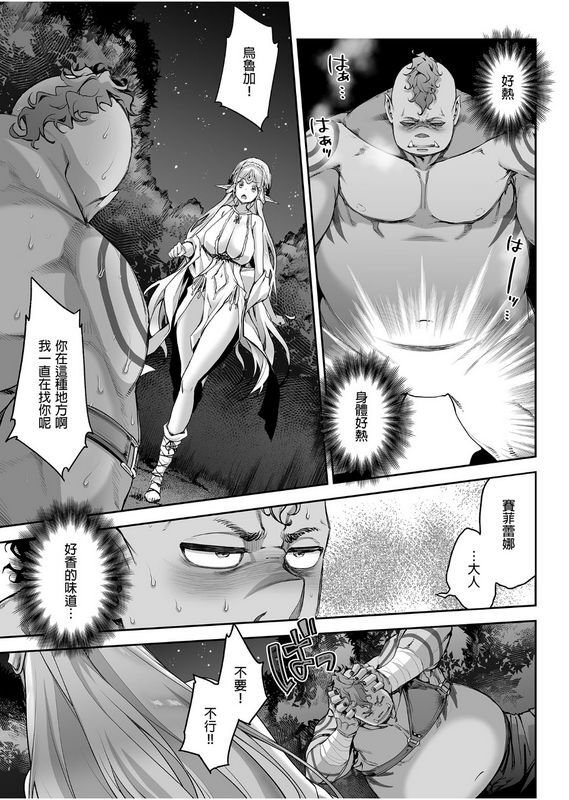 好熱
はぁ
…
はぁぁ…
は
ー
…
身體好熱
烏魯加！
你在這種地方啊
我一直在找你呢
賽菲蕾娜
…大人
好香的味道…
ばっ
不要！
不行!!